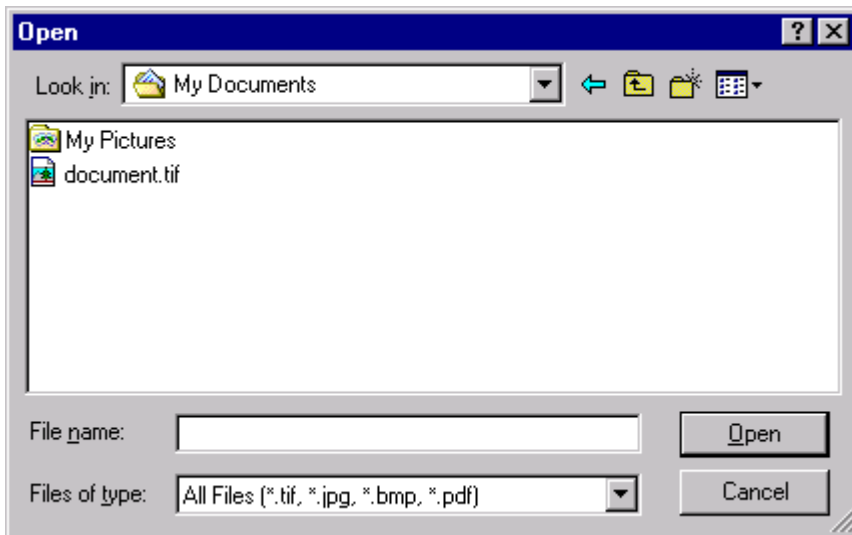 Open
Look in: My Documents
My Pictures
document.tif
File name:
Open
Files of type: All Files (*.tif, *.jpg, *.bmp, *.pdf)
Cancel